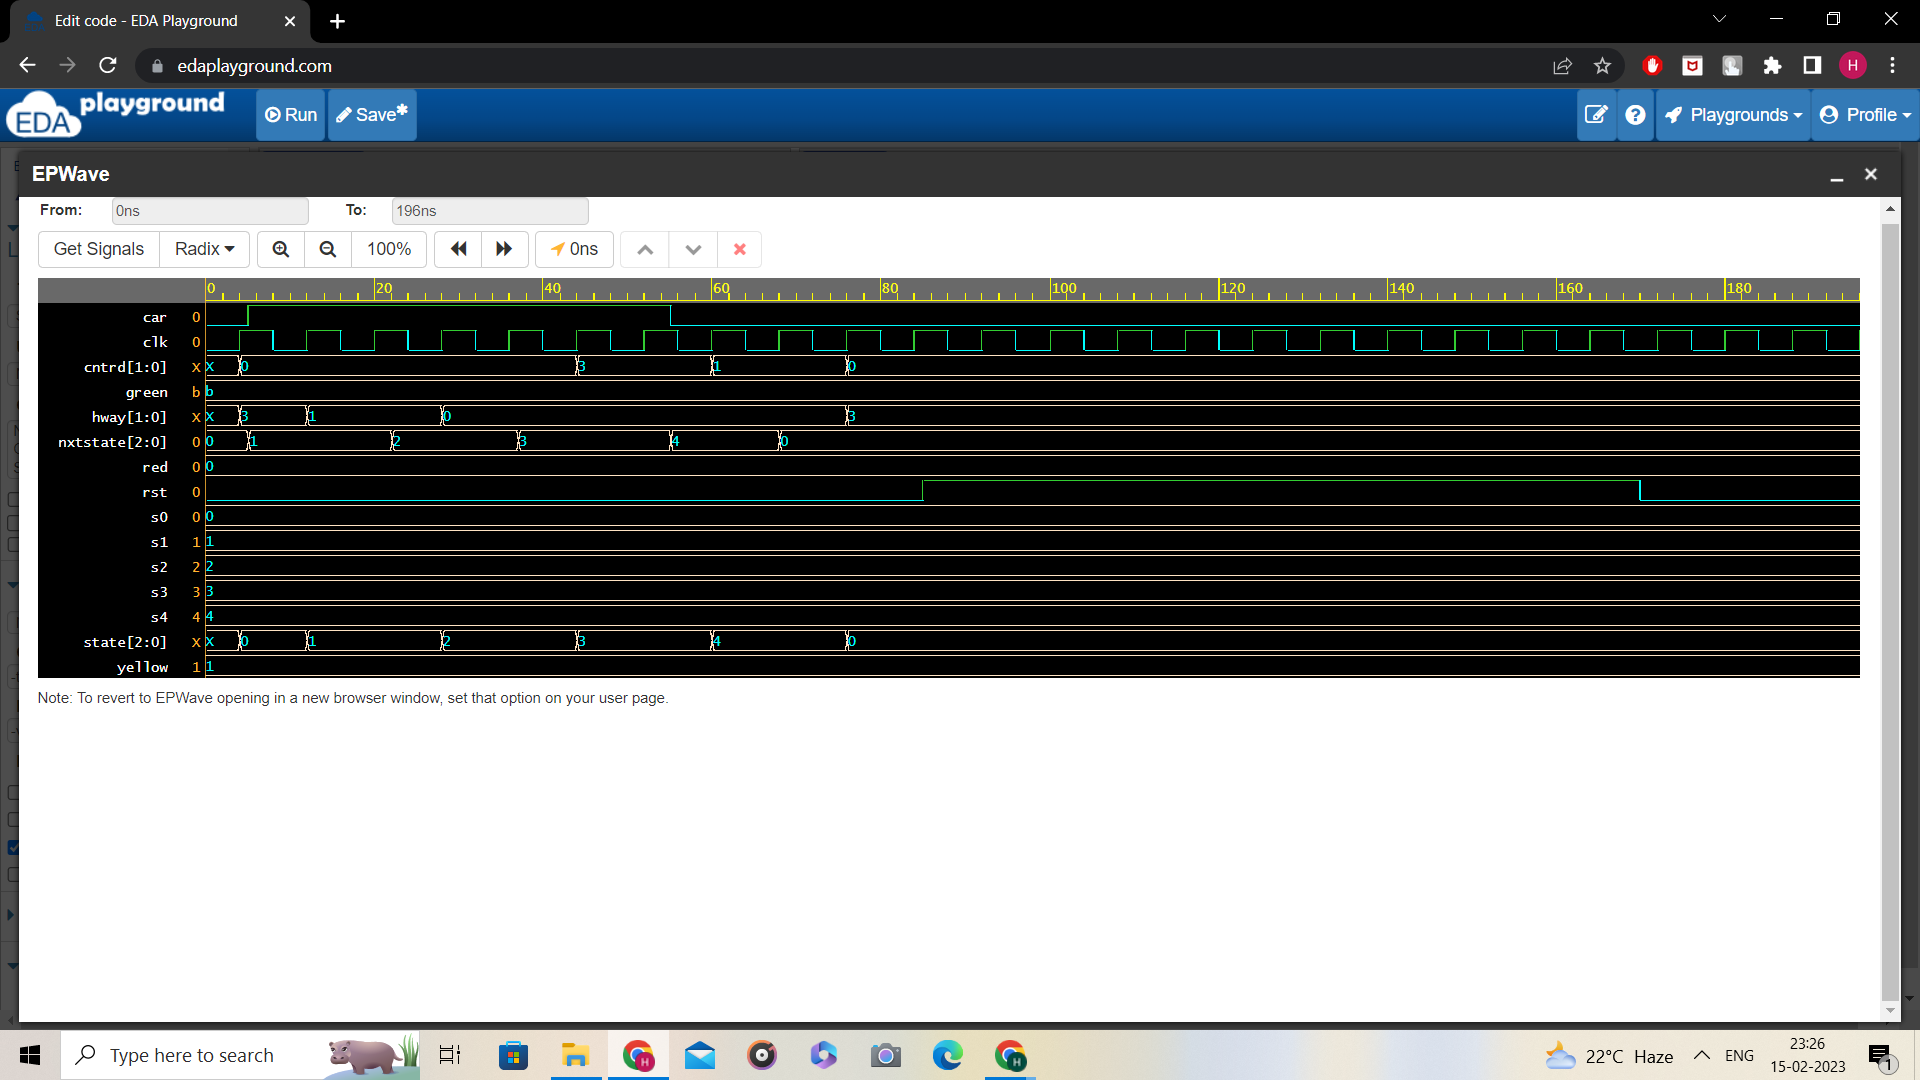 Edit code - EDA Playground
edaplayground.com
H
EDA playground
Run
Save*
Playgrounds
Profile
EPWave
From: 0ns To: 196ns
Get Signals Radix 100% 0ns
0 20 40 60 80 100 120 140 160 180
car 0
clk 0
cntrd[1:0] x x 0 3 1 0
green b b
hway[1:0] x x 3 1 0 3
nxtstate[2:0] 0 0 1 2 3 4 0
red 0 0
rst 0
s0 0 0
s1 1 1
s2 2 2
s3 3 3
s4 4 4
state[2:0] x x 0 1 2 3 4 0
yellow 1 1
Note: To revert to EPWave opening in a new browser window, set that option on your user page.
Type here to search
H
H
22°C Haze
ENG
23:26
15-02-2023
1